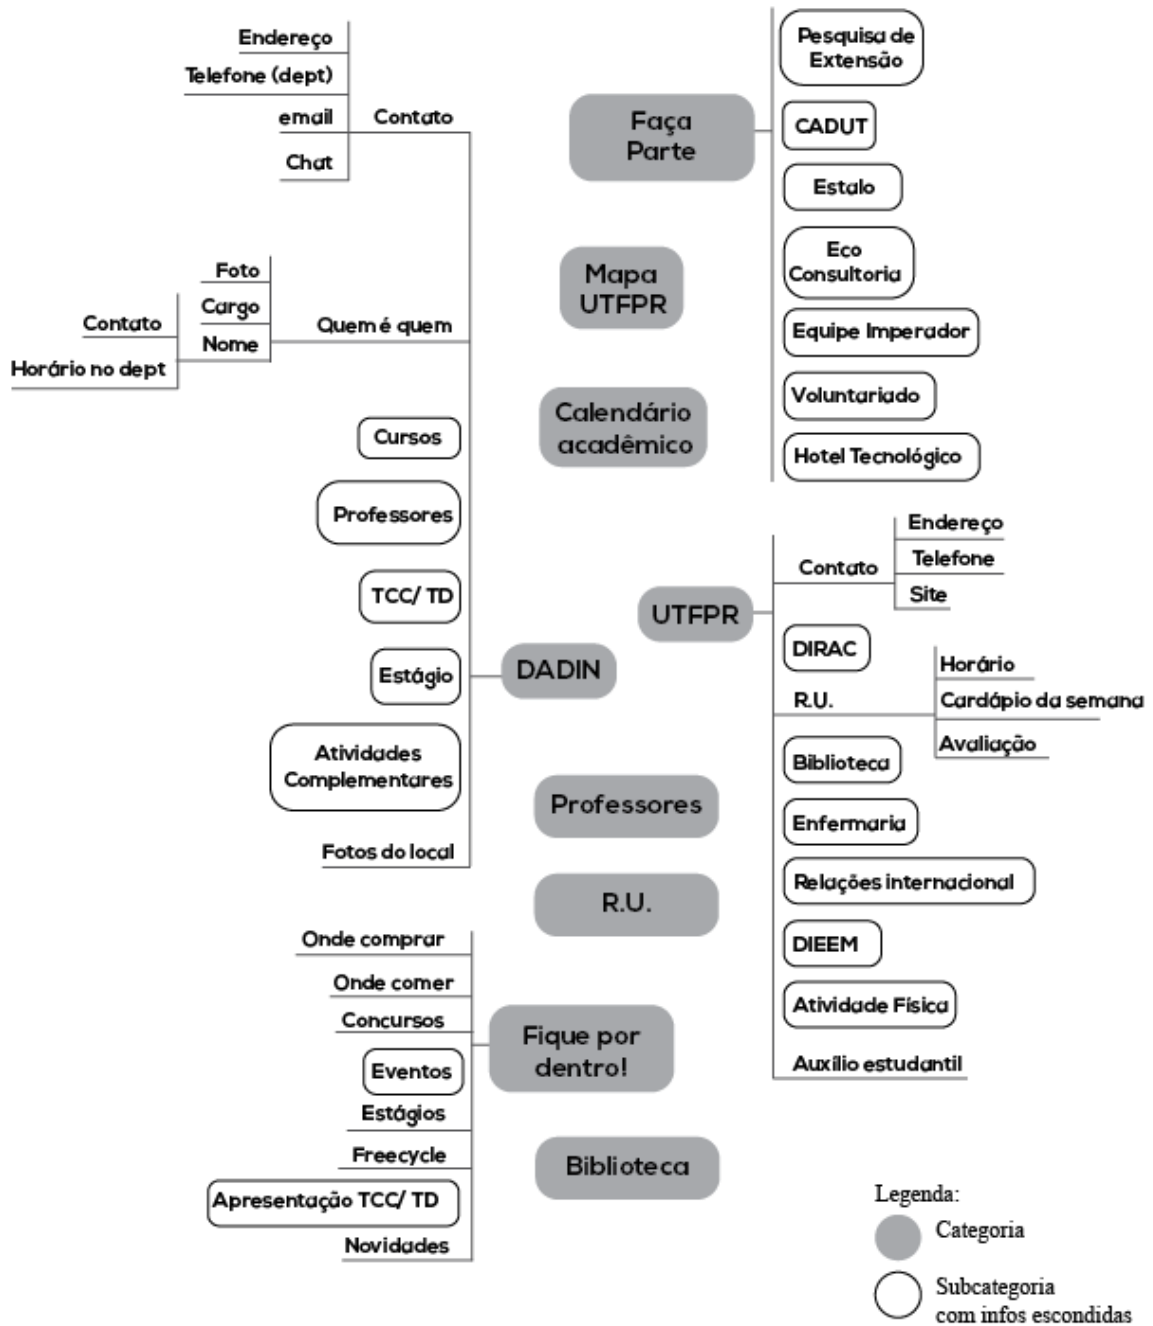 Endereço
Telefone (dept)
email
Chat
Contato
Foto
Cargo
Nome
Contato
Horário no dept
Quem é quem
Cursos
Professores
TCC/ TD
Estágio
Atividades
Complementares
Fotos do local
DADIN
Onde comprar
Onde comer
Concursos
Eventos
Estágios
Freecycle
Apresentação TCC/ TD
Novidades
Fique por
dentro!
Faça
Parte
Pesquisa de
Extensão
CADUT
Estalo
Eco
Consultoria
Equipe Imperador
Voluntariado
Hotel Tecnológico
Mapa
UTFPR
Calendário
acadêmico
UTFPR
Contato
Endereço
Telefone
Site
DIRAC
R.U.
Horário
Cardápio da semana
Avaliação
Biblioteca
Enfermaria
Relações internacional
DIEEM
Atividade Física
Auxílio estudantil
Professores
R.U.
Biblioteca
Legenda:
Categoria
Subcategoria
com infos escondidas